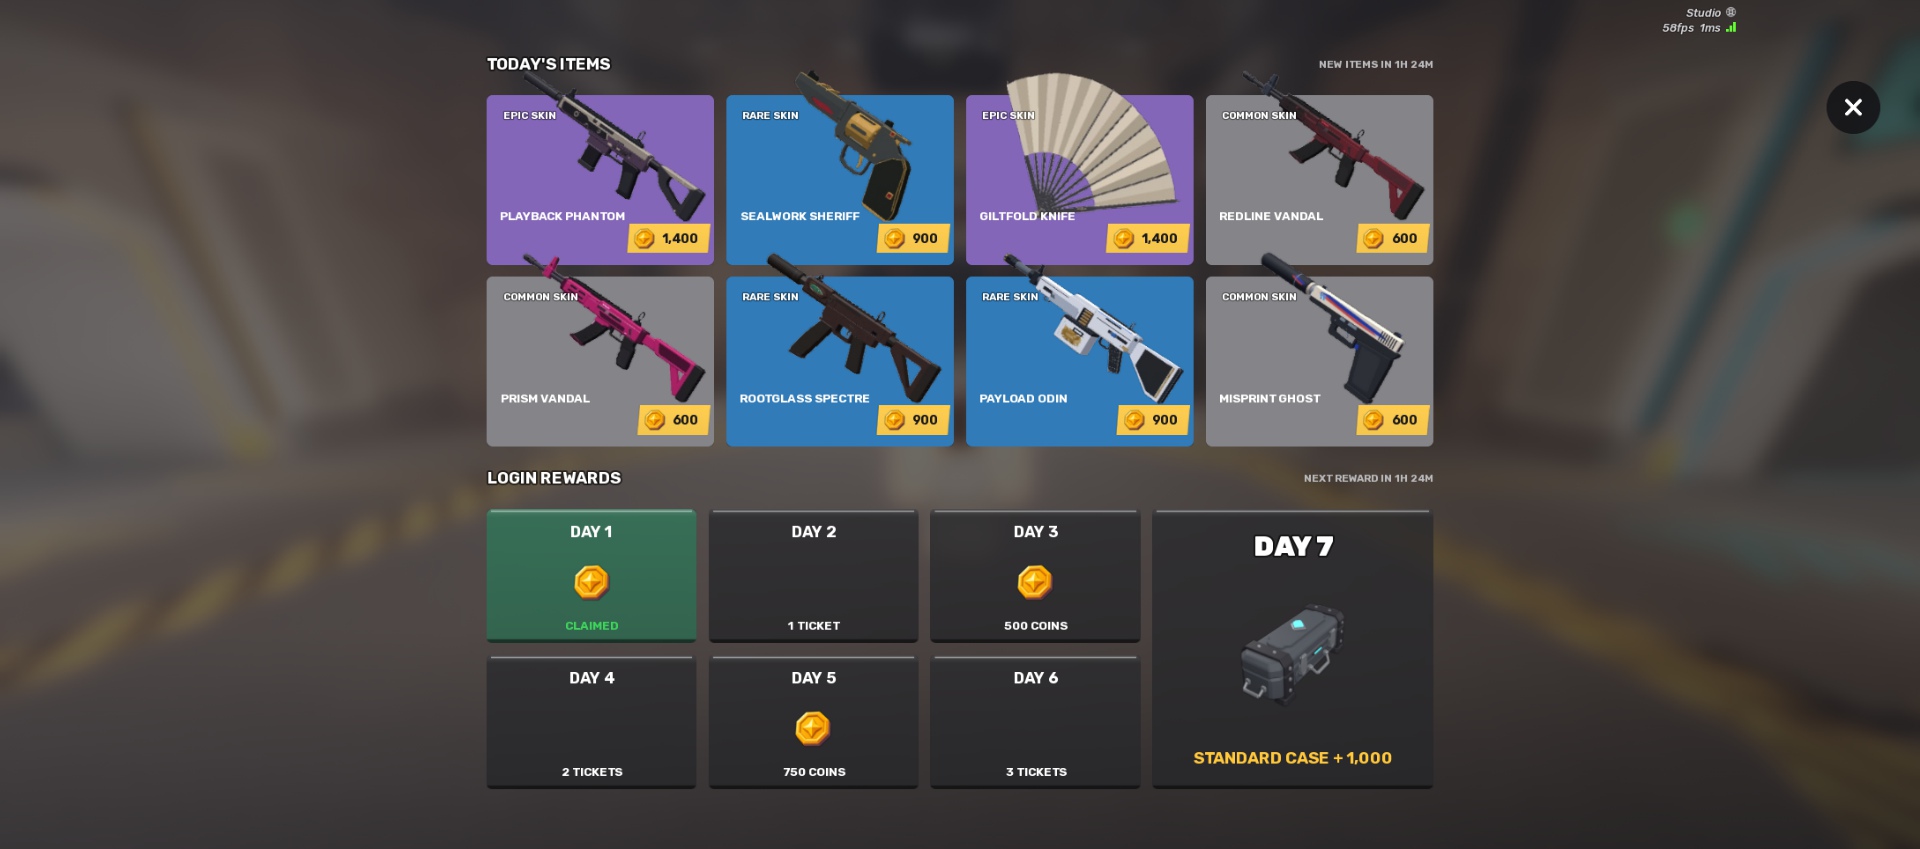 Studio
58fps 1ms
TODAY'S ITEMS
NEW ITEMS IN 1H 24M
EPIC SKIN
PLAYBACK PHANTOM
1,400
RARE SKIN
SEALWORK SHERIFF
900
EPIC SKIN
GILTFOLD KNIFE
1,400
COMMON SKIN
REDLINE VANDAL
600
COMMON SKIN
PRISM VANDAL
600
RARE SKIN
ROOTGLASS SPECTRE
900
RARE SKIN
PAYLOAD ODIN
900
COMMON SKIN
MISPRINT GHOST
600
LOGIN REWARDS
NEXT REWARD IN 1H 24M
DAY 1
CLAIMED
DAY 2
1 TICKET
DAY 3
500 COINS
DAY 4
2 TICKETS
DAY 5
750 COINS
DAY 6
3 TICKETS
DAY 7
STANDARD CASE + 1,000